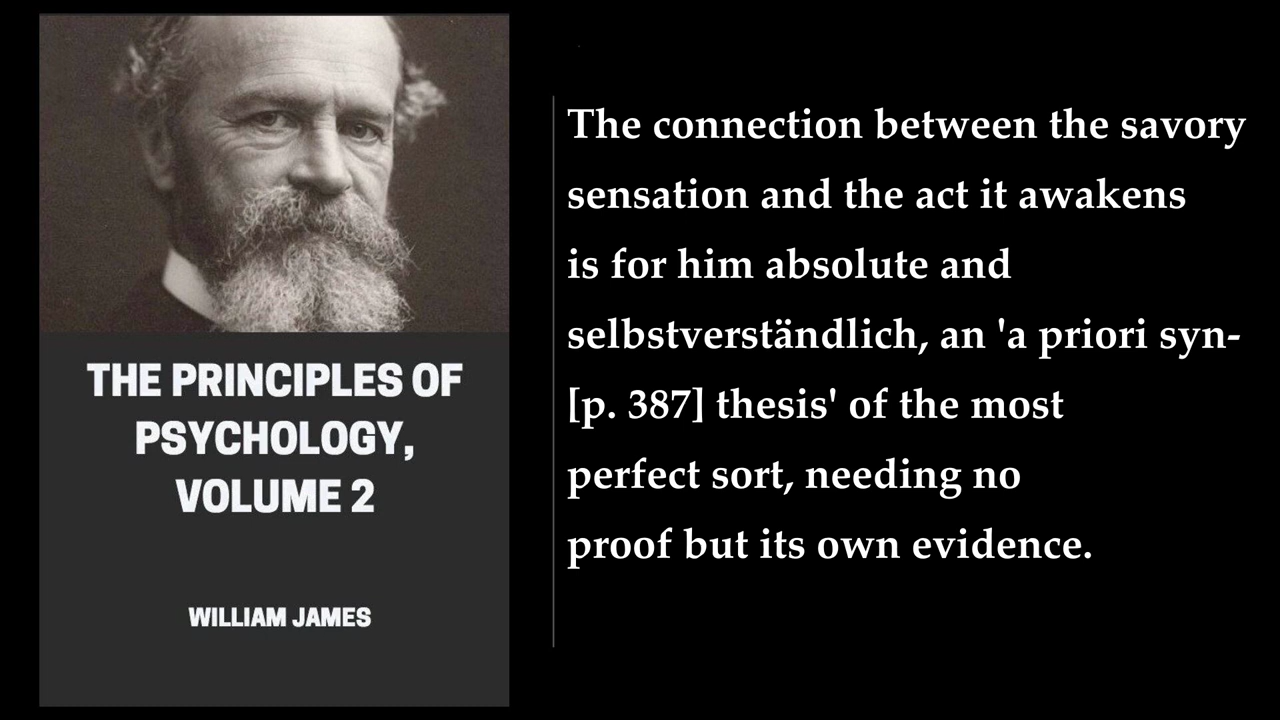 THE PRINCIPLES OF
PSYCHOLOGY,
VOLUME 2
WILLIAM JAMES
The connection between the savory
sensation and the act it awakens
is for him absolute and
selbstverständlich, an 'a priori syn-
[p. 387] thesis' of the most
perfect sort, needing no
proof but its own evidence.